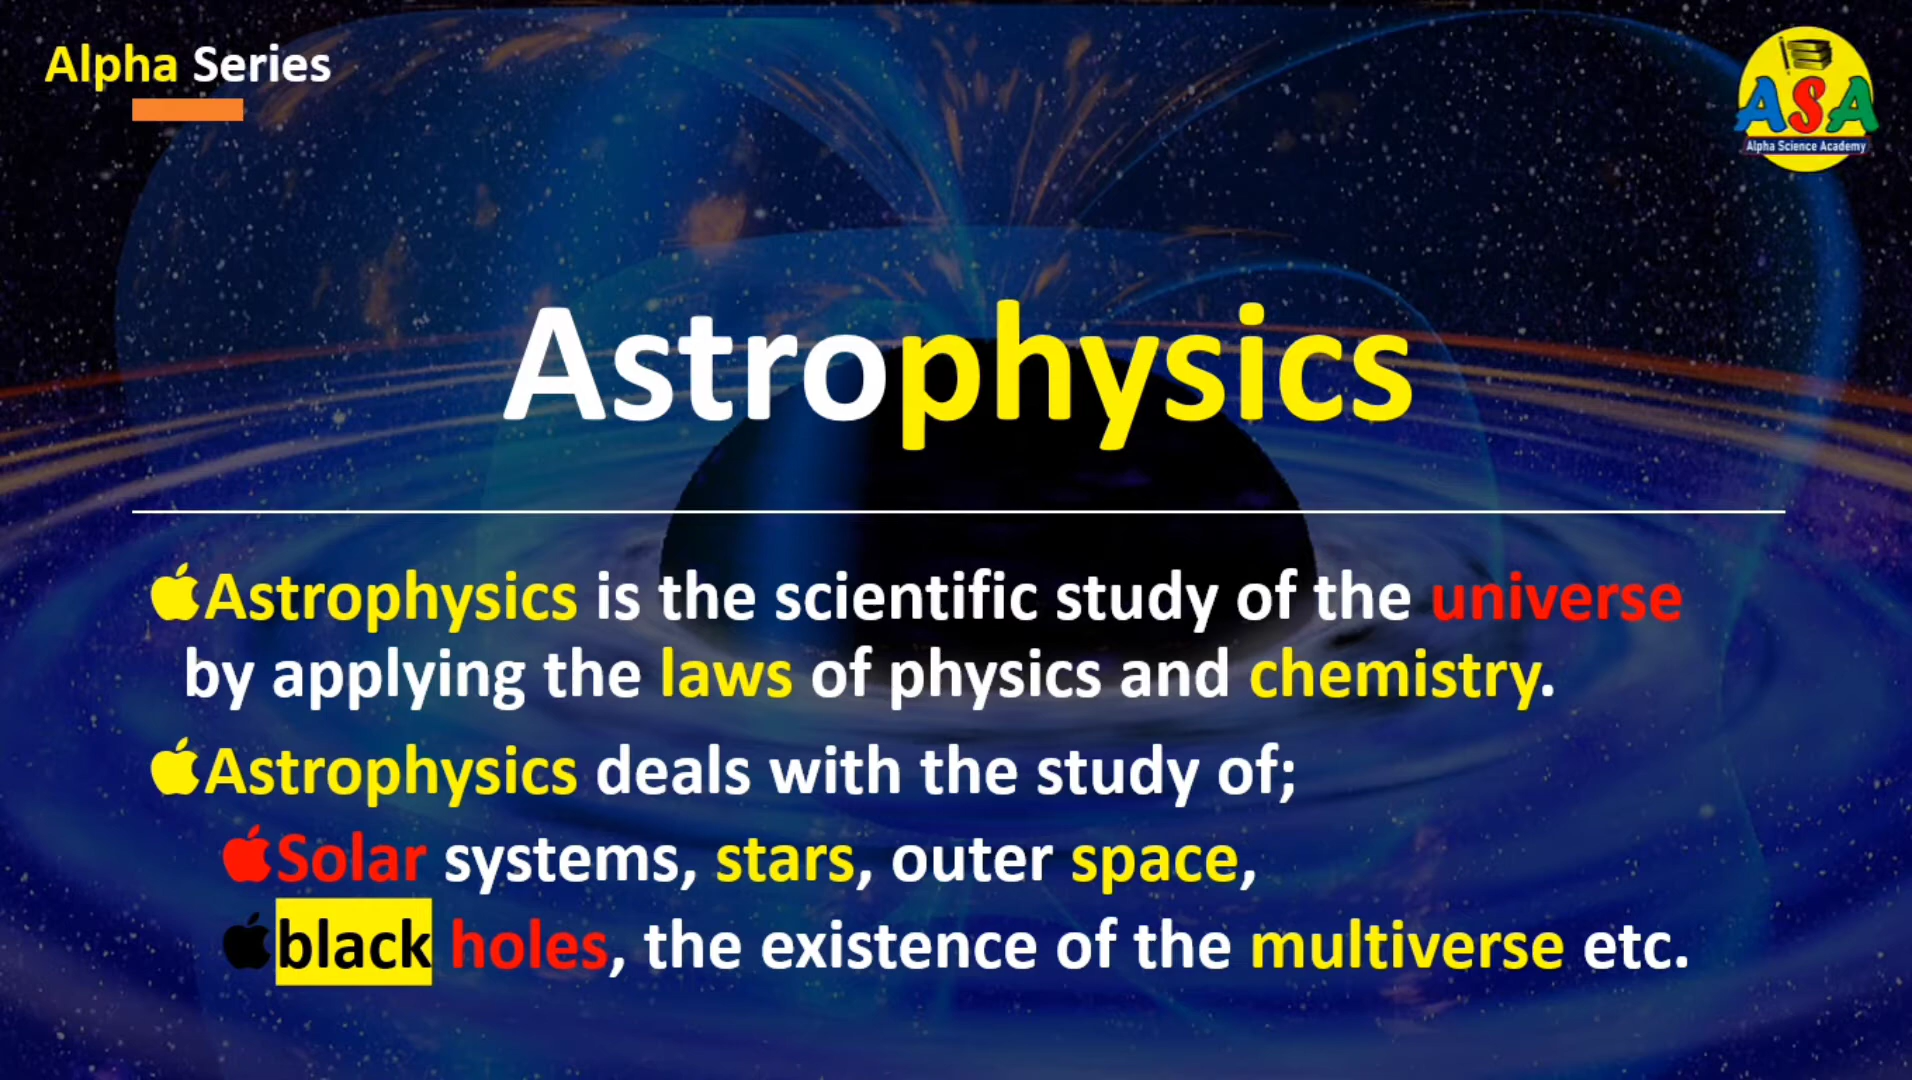 Alpha Series
ASA
Alpha Science Academy
Astrophysics
Astrophysics is the scientific study of the universe
by applying the laws of physics and chemistry.
Astrophysics deals with the study of;
Solar systems, stars, outer space,
black holes, the existence of the multiverse etc.